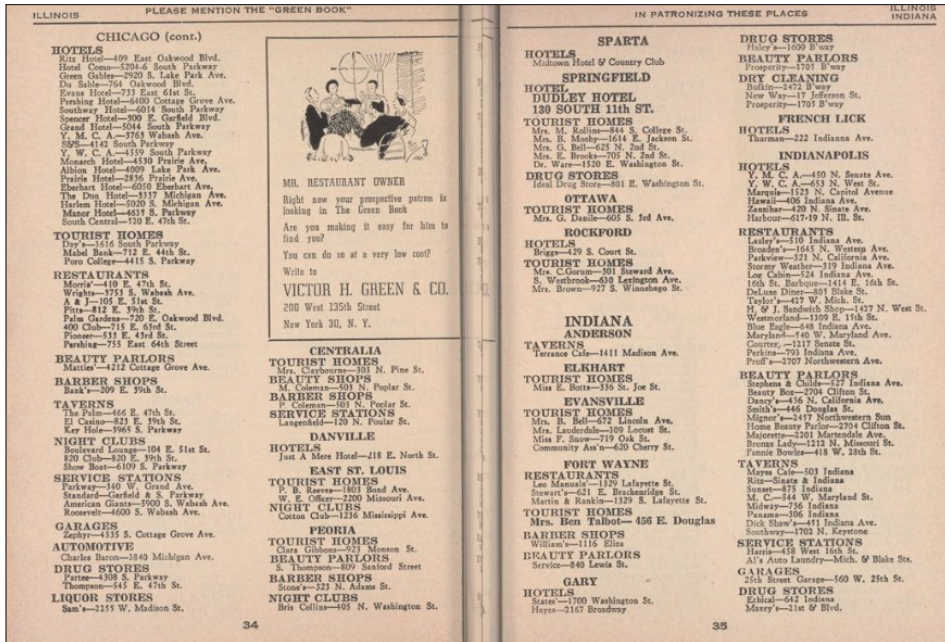 ILLINOIS
PLEASE MENTION THE "GREEN BOOK"
CHICAGO (cont.)
HOTELS
Ritz Hotel—409 East Oakwood Blvd.
Hotel Como—5204-6 South Parkway
Green Gables—2920 S. Lake Park Ave.
Du Sable—764 Oakwood Blvd.
Evans Hotel—733 East 61st St.
Pershing Hotel—6400 Cottage Grove Ave.
Southway Hotel—6014 South Parkway
Spencer Hotel—300 E. Garfield Blvd.
Grand Hotel—5044 South Parkway
Y. M. C. A.—3763 Wabash Ave.
S&S—4142 South Parkway
Y. W. C. A.—4559 South Parkway
Monarch Hotel—4530 Prairie Ave.
Albion Hotel—4009 Lake Park Ave.
Prairie Hotel—2836 Prairie Ave.
Eberhart Hotel—6050 Eberhart Ave.
The Don Hotel—3337 Michigan Ave.
Harlem Hotel—5020 S. Michigan Ave.
Manor Hotel—4635 S. Parkway
South Central—520 E. 47th St.
TOURIST HOMES
Day's—3616 South Parkway
Mabel Bank—712 E. 44th St.
Poro College—4415 S. Parkway
RESTAURANTS
Morris'—410 E. 47th St.
Wrights—3753 S. Wabash Ave.
A & J—105 E. 51st St.
Pitts—812 E. 39th St.
Palm Gardens—720 E. Oakwood Blvd.
400 Club—715 E. 63rd St.
Pioneer—533 E. 43rd St.
Pershing—755 East 64th Street
BEAUTY PARLORS
Matties'—4212 Cottage Grove Ave.
BARBER SHOPS
Bank's—209 E. 39th St.
TAVERNS
The Palm—466 E. 47th St.
El Casino—823 E. 39th St.
Key Hole—3965 S. Parkway
NIGHT CLUBS
Boulevard Lounge—104 E. 51st St.
820 Club—820 E. 39th St.
Show Boat—6109 S. Parkway
SERVICE STATIONS
Parkway—340 W. Grand Ave.
Standard—Garfield & S. Parkway
American Giants—5900 S. Wabash Ave.
Roosevelt—4600 S. Wabash Ave.
GARAGES
Zephyr—4535 S. Cottage Grove Ave.
AUTOMOTIVE
Charles Baron—3840 Michigan Ave.
DRUG STORES
Partee—4308 S. Parkway
Thompson—545 E. 47th St.
LIQUOR STORES
Sam's—2255 W. Madison St.
MR. RESTAURANT OWNER
Right now your prospective patron is
looking in The Green Book
Are you making it easy for him to
find you?
You can do so at a very low cost?
Write to
VICTOR H. GREEN & CO.
200 West 135th Street
New York 30, N. Y.
CENTRALIA
TOURIST HOMES
Mrs. Claybourne—303 N. Pine St.
BEAUTY SHOPS
M. Coleman—503 N. Poplar St.
BARBER SHOPS
P. Coleman—503 N. Poplar St.
SERVICE STATIONS
Langenfield—120 N. Poular St.
DANVILLE
HOTELS
Just A Mere Hotel—218 E. North St.
EAST ST. LOUIS
TOURIST HOMES
P. B. Reeves—1803 Bond Ave.
W. E. Officer—2200 Missouri Ave.
NIGHT CLUBS
Cotton Club—1236 Mississippi Ave.
PEORIA
TOURIST HOMES
Clara Gibbons—923 Monson St.
BEAUTY PARLORS
S. Thompson—809 Sanford Street
BARBER SHOPS
Stone's—323 N. Adams St.
NIGHT CLUBS
Bris Collins—405 N. Washington St.
34
IN PATRONIZING THESE PLACES
ILLINOIS
INDIANA
SPARTA
HOTELS
Midtown Hotel & Country Club
SPRINGFIELD
HOTEL
DUDLEY HOTEL
130 SOUTH 11th ST.
TOURIST HOMES
Mrs. M. Rollins—844 S. College St.
Mrs. B. Mosby—1614 E. Jackson St.
Mrs. G. Bell—625 N. 2nd St.
Mrs. E. Brooks—705 N. 2nd St.
Dr. Ware—1520 E. Washington St.
DRUG STORES
Ideal Drug Store—801 E. Washington St.
OTTAWA
TOURIST HOMES
Mrs. G. Danile—605 S. 3rd Ave.
ROCKFORD
HOTELS
Briggs—429 S. Court St.
TOURIST HOMES
Mrs. C.Gorum—301 Steward Ave.
S. Westbrook—630 Lexington Ave.
Mrs. Brown—927 S. Winnebago St.
INDIANA
ANDERSON
TAVERNS
Terrance Cafe—1411 Madison Ave.
ELKHART
TOURIST HOMES
Miss E. Botts—336 St. Joe St.
EVANSVILLE
TOURIST HOMES
Mrs. B. Bell—672 Lincoln Ave.
Mrs. Lauderdale—309 Locust St.
Miss F. Snow—719 Oak St.
Community Ass'n—620 Cherry St.
FORT WAYNE
RESTAURANTS
Leo Manuals'—1329 Lafayette St.
Stewart's—621 E. Brackenridge St.
Martin & Rankin—1329 S. Lafayette St.
TOURIST HOMES
Mrs. Ben Talbot— 456 E. Douglas
BARBER SHOPS
William's—1116 Eliza
BEAUTY PARLORS
Service—840 Lewis St.
GARY
HOTELS
States'—1700 Washington St.
Hayes—2167 Broadway
DRUG STORES
Haley's—1600 B'way
BEAUTY PARLORS
Prosperity—1705 B'way
DRY CLEANING
Bufkin—2472 B'way
New Way—17 Jefferson St.
Prosperity—1705 B'way
FRENCH LICK
HOTELS
Thurman—222 Indianna Ave.
INDIANAPOLIS
HOTELS
Y. M. C. A.—450 N. Senate Ave.
Y. W. C. A.—653 N. West St.
Marquis—1523 N. Capitol Avenue
Hawaii—406 Indiana Ave.
Zanzibar—420 N. Sinate Ave.
Harbour—617-19 N. Ill. St.
RESTAURANTS
Lasley's—510 Indiana Ave.
Broaden's—1645 N. Western Ave.
Parkview—321 N. California Ave.
Stormy Weather—319 Indiana Ave.
Log Cabin—524 Indiana Ave.
16th St. Barbque—1414 E. 16th St.
DeLuxe Diner—805 Blake St.
Taylor's—427 W. Mich. St.
H. & J. Sandwich Shop—1427 N. West St.
Westmorland—1309 E. 15th St.
Blue Eagle—648 Indiana Ave.
Maryland—540 W. Maryland St.
Courter,—1217 Senate St.
Perkins—793 Indiana Ave.
Proff's—2707 Northwestern Ave.
BEAUTY PARLORS
Stephens & Childs—527 Indiana Ave.
Beauty Box—2704 Clifton St.
Dancy's—436 N. California Ave.
Smith's—446 Douglas St.
Mignor's—2457 Northwestern Sun
Home Beauty Parlor—2704 Clifton St.
Majorette—2201 Martendale Ave.
Bronze Lady—1212 N. Missouri St.
Fannie Bowles—418 W. 28th St.
TAVERNS
Mayes Cafe—503 Indiana
Ritz—Sinate & Indiana
Sunset—875 Indiana
M. C.—544 W. Maryland St.
Midway—736 Indiana
Panama—306 Indiana
Dick Shaw's—451 Indiana Ave.
Southway—1702 N. Keystone
SERVICE STATIONS
Harris—458 West 16th St.
Al's Auto Laundry—Mich. & Blake Sts.
GARAGES
25th Street Garage—560 W. 25th St.
DRUG STORES
Ethical—642 Indiana
Maxey's—21st & Blvd.
35